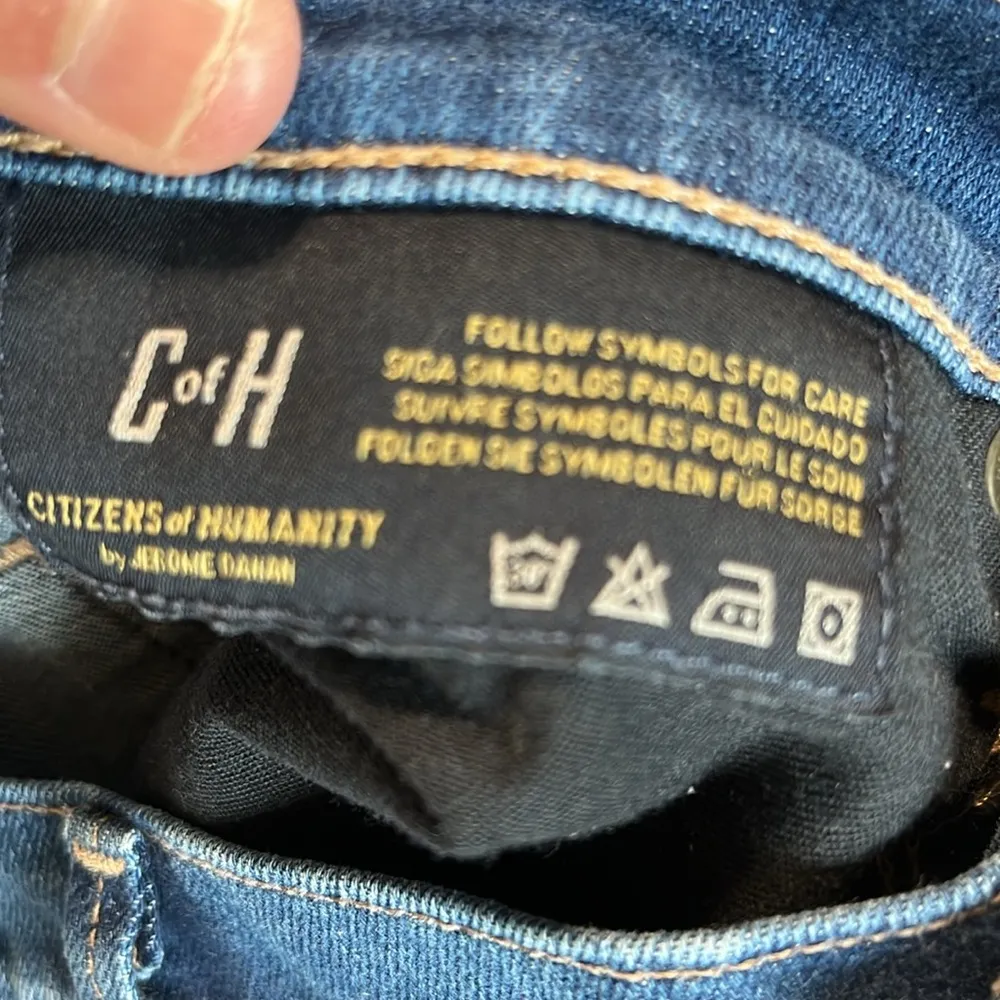 C of H
CITIZENS of HUMANITY
by JEROME DAHAN
FOLLOW SYMBOLS FOR CARE
SIGA SIMBOLOS PARA EL CUIDADO
SUIVRE SYMBOLES POUR LE SOIN
FOLGEN SIE SYMBOLEN FÜR SORGE
30°